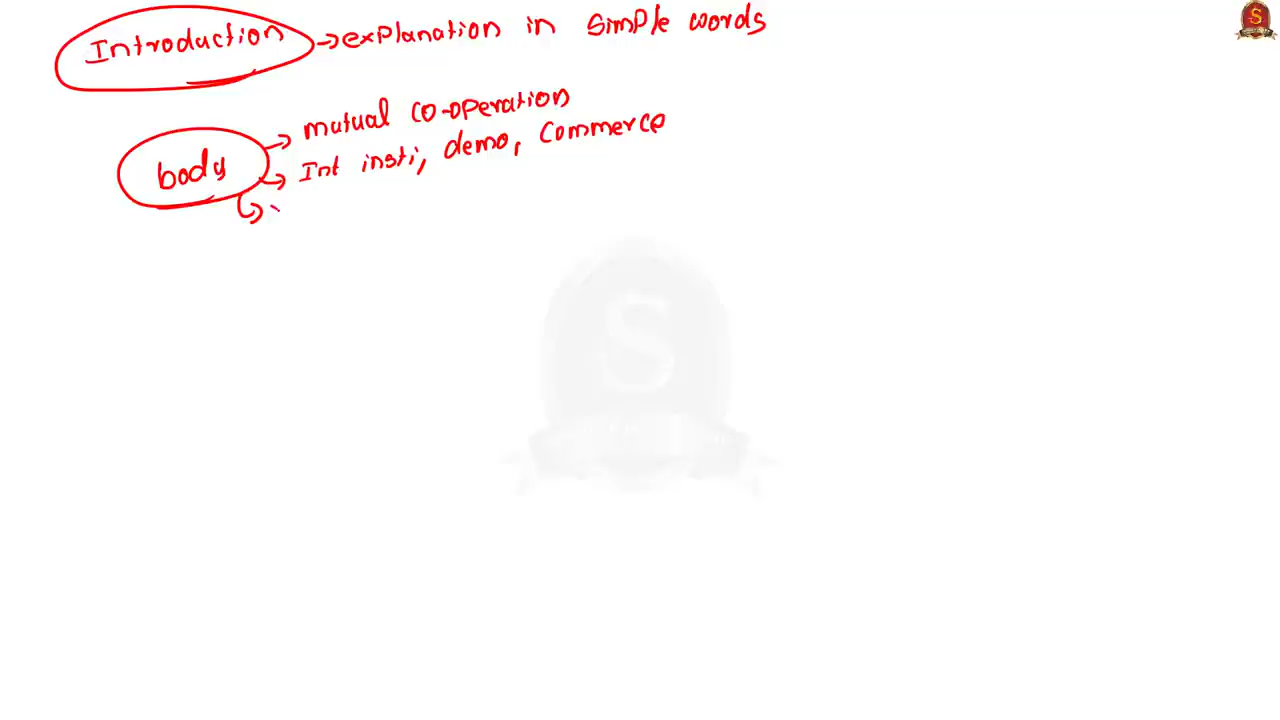 Introduction → explanation in simple words
body → mutual co-operation
→ Int insti, demo, commerce
S
S